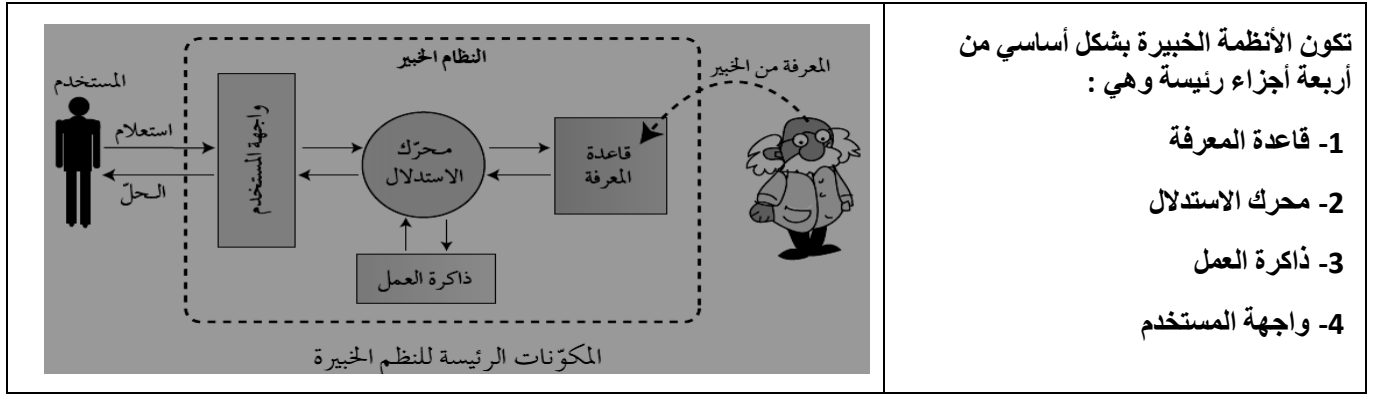 تكون الأنظمة الخبيرة بشكل أساسي من
أربعة أجزاء رئيسة وهي :
1- قاعدة المعرفة
2- محرك الاستدلال
3- ذاكرة العمل
4- واجهة المستخدم
النظام الخبير
المعرفة من الخبير
المستخدم
استعلام
الحلّ
واجهة المستخدم
محرّك
الاستدلال
قاعدة
المعرفة
ذاكرة العمل
المكوّنات الرئيسة للنظم الخبيرة